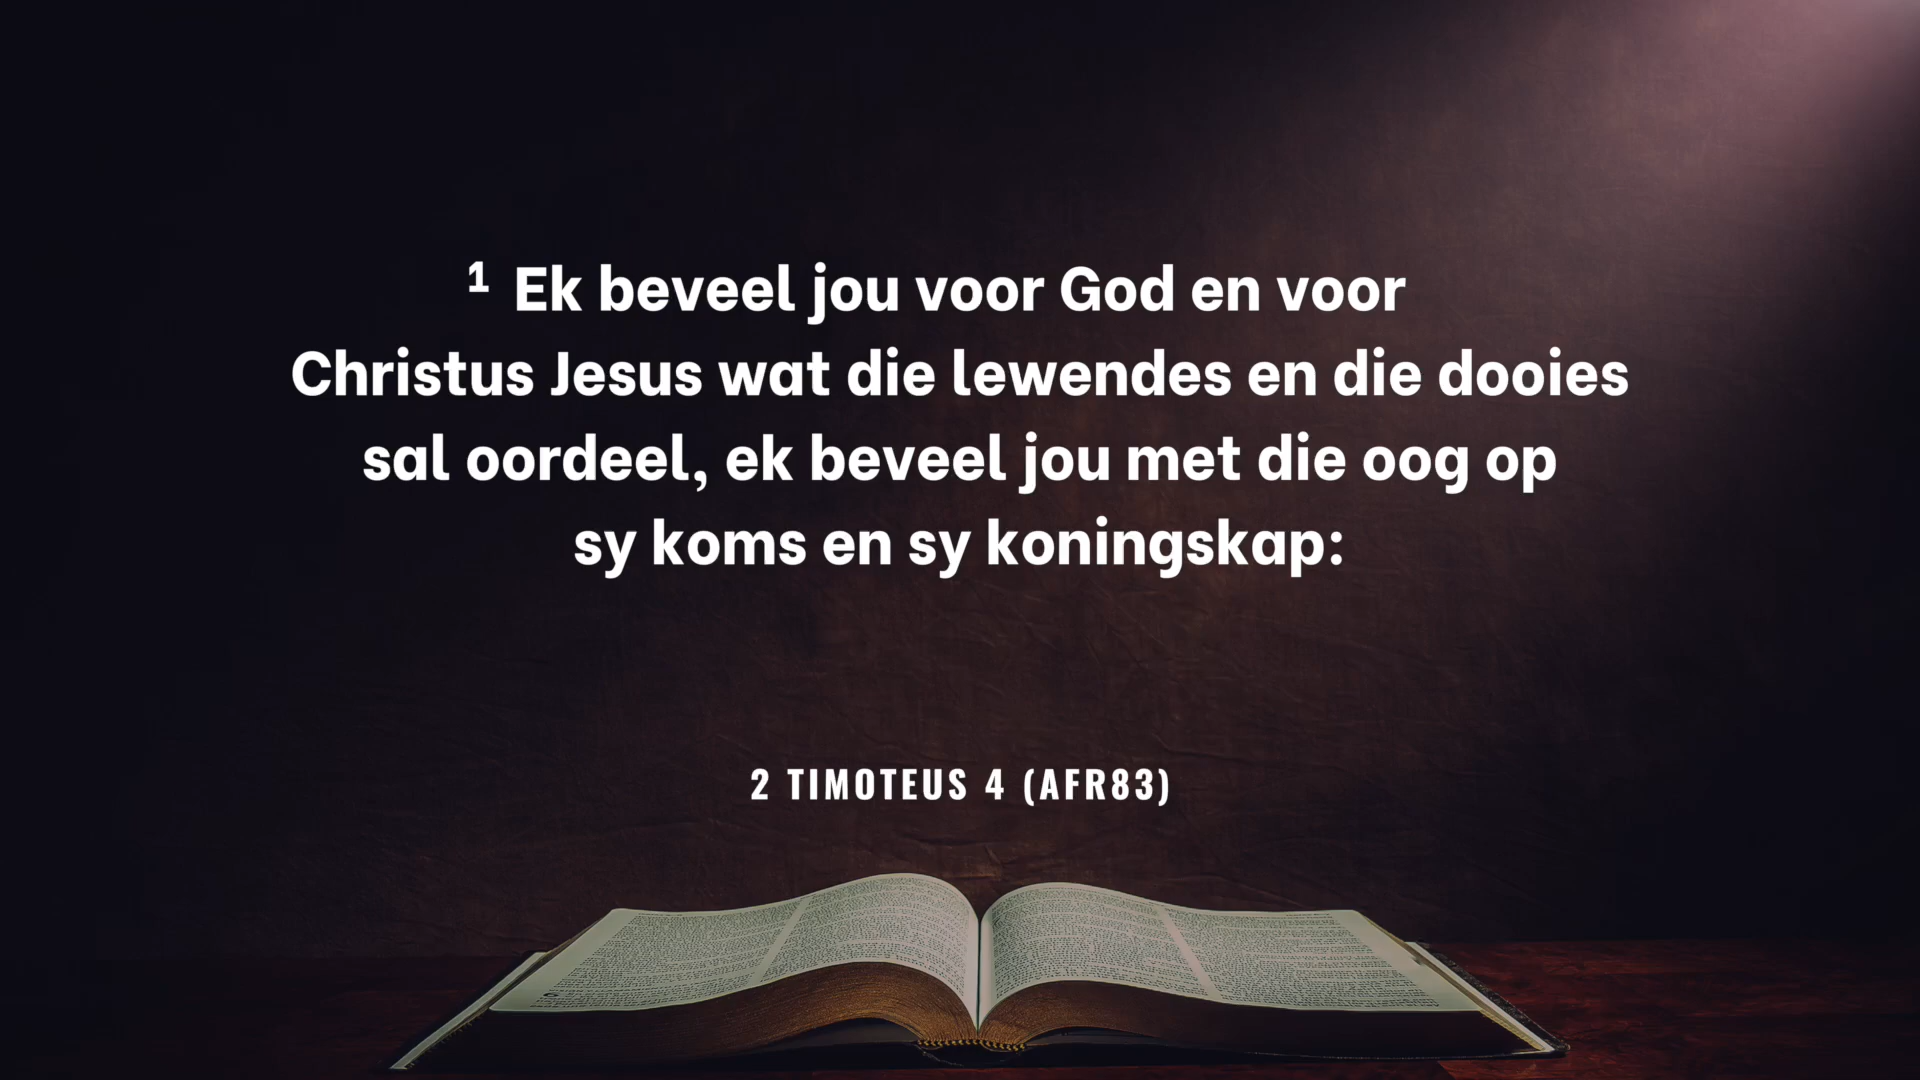 ¹ Ek beveel jou voor God en voor
Christus Jesus wat die lewendes en die dooies
sal oordeel, ek beveel jou met die oog op
sy koms en sy koningskap:
2 TIMOTEUS 4 (AFR83)